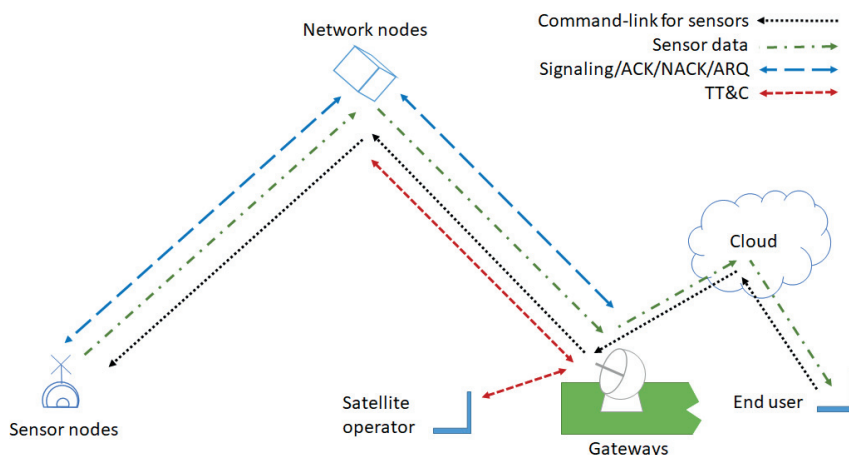 Network nodes
Command-link for sensors
Sensor data
Signaling/ACK/NACK/ARQ
TT&C
Cloud
Sensor nodes
Satellite
operator
Gateways
End user